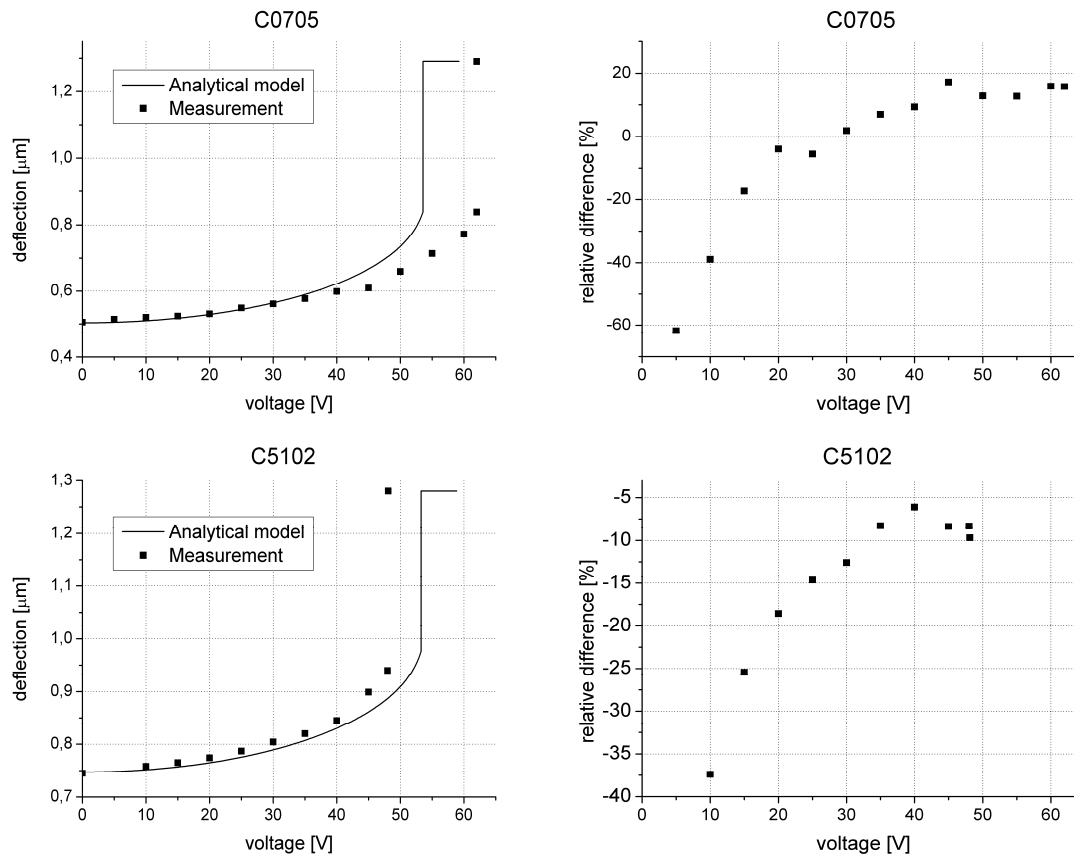 C0705
deflection [μm]
1,2
1,0
0,8
0,6
0,4
Analytical model
Measurement
0 10 20 30 40 50 60
voltage [V]
C0705
relative difference [%]
20
0
-20
-40
-60
0 10 20 30 40 50 60
voltage [V]
C5102
deflection [μm]
1,3
1,2
1,1
1,0
0,9
0,8
0,7
Analytical model
Measurement
0 10 20 30 40 50 60
voltage [V]
C5102
relative difference [%]
-5
-10
-15
-20
-25
-30
-35
-40
0 10 20 30 40 50 60
voltage [V]